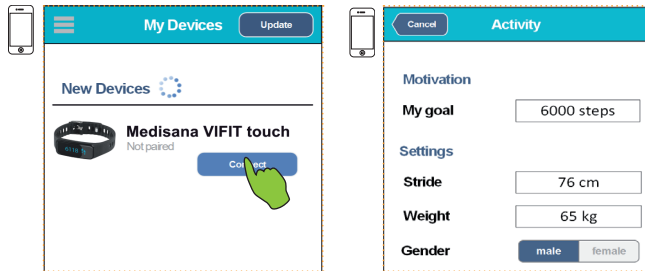 My Devices
Update
New Devices
Medisana VIFIT touch
Not paired
Connect
Cancel
Activity
Motivation
My goal
6000 steps
Settings
Stride
76 cm
Weight
65 kg
Gender
male
female